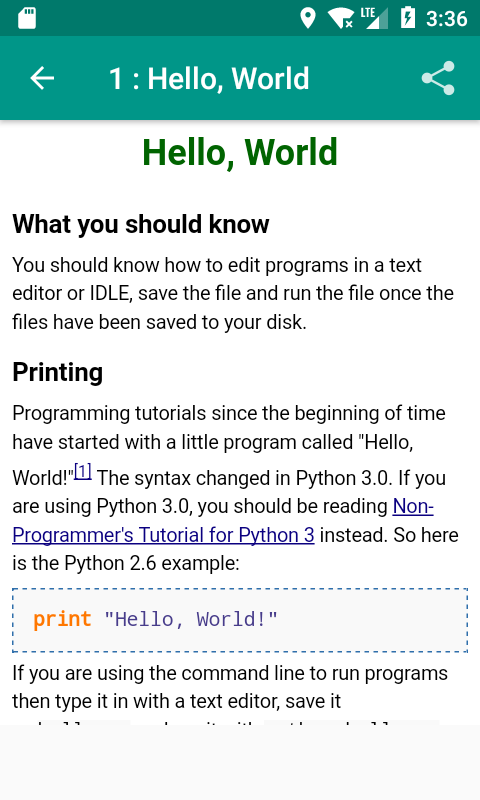 LTE 3:36
1 : Hello, World
Hello, World
What you should know
You should know how to edit programs in a text
editor or IDLE, save the file and run the file once the
files have been saved to your disk.
Printing
Programming tutorials since the beginning of time
have started with a little program called "Hello,
World!"[1] The syntax changed in Python 3.0. If you
are using Python 3.0, you should be reading Non-
Programmer's Tutorial for Python 3 instead. So here
is the Python 2.6 example:
print "Hello, World!"
If you are using the command line to run programs
then type it in with a text editor, save it